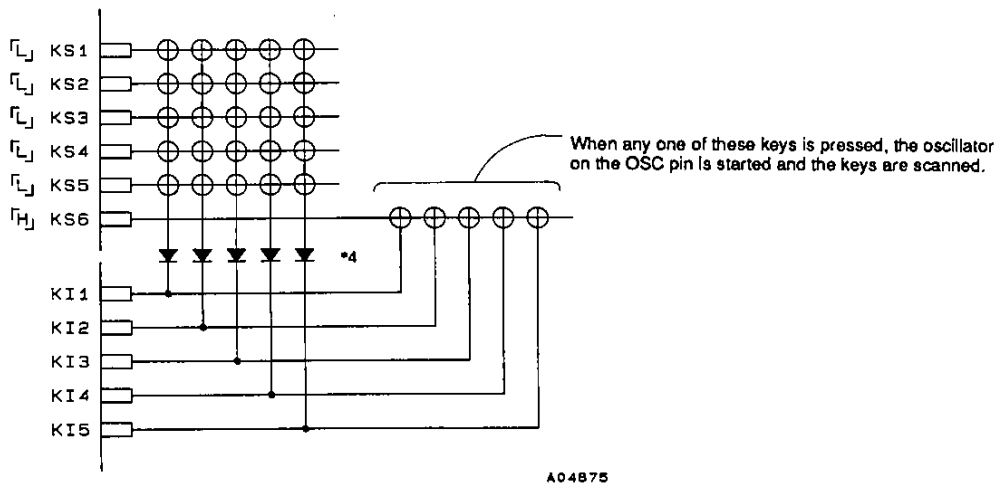 「L」 KS1
「L」 KS2
「L」 KS3
「L」 KS4
「L」 KS5
「H」 KS6
When any one of these keys is pressed, the oscillator
on the OSC pin is started and the keys are scanned.
*4
KI1
KI2
KI3
KI4
KI5
A04875